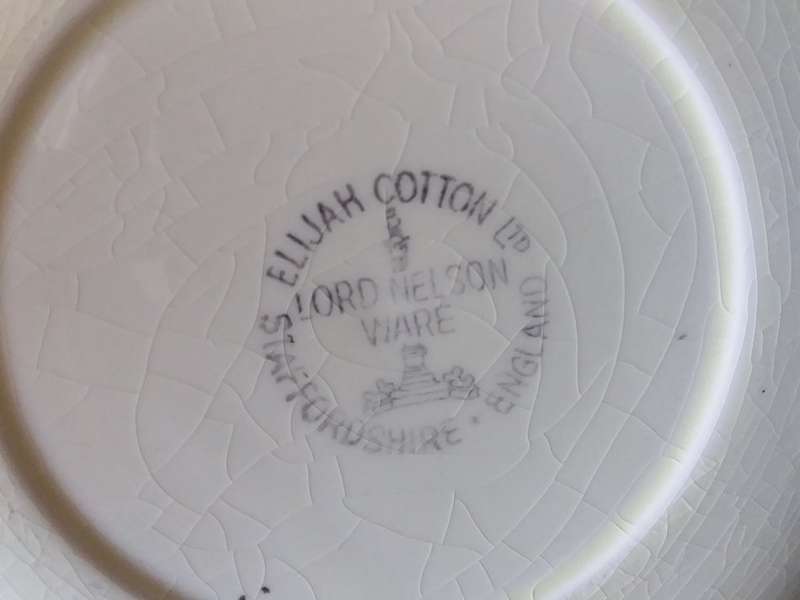 ELIJAH COTTON LTD
LORD NELSON
WARE
STAFFORDSHIRE · ENGLAND